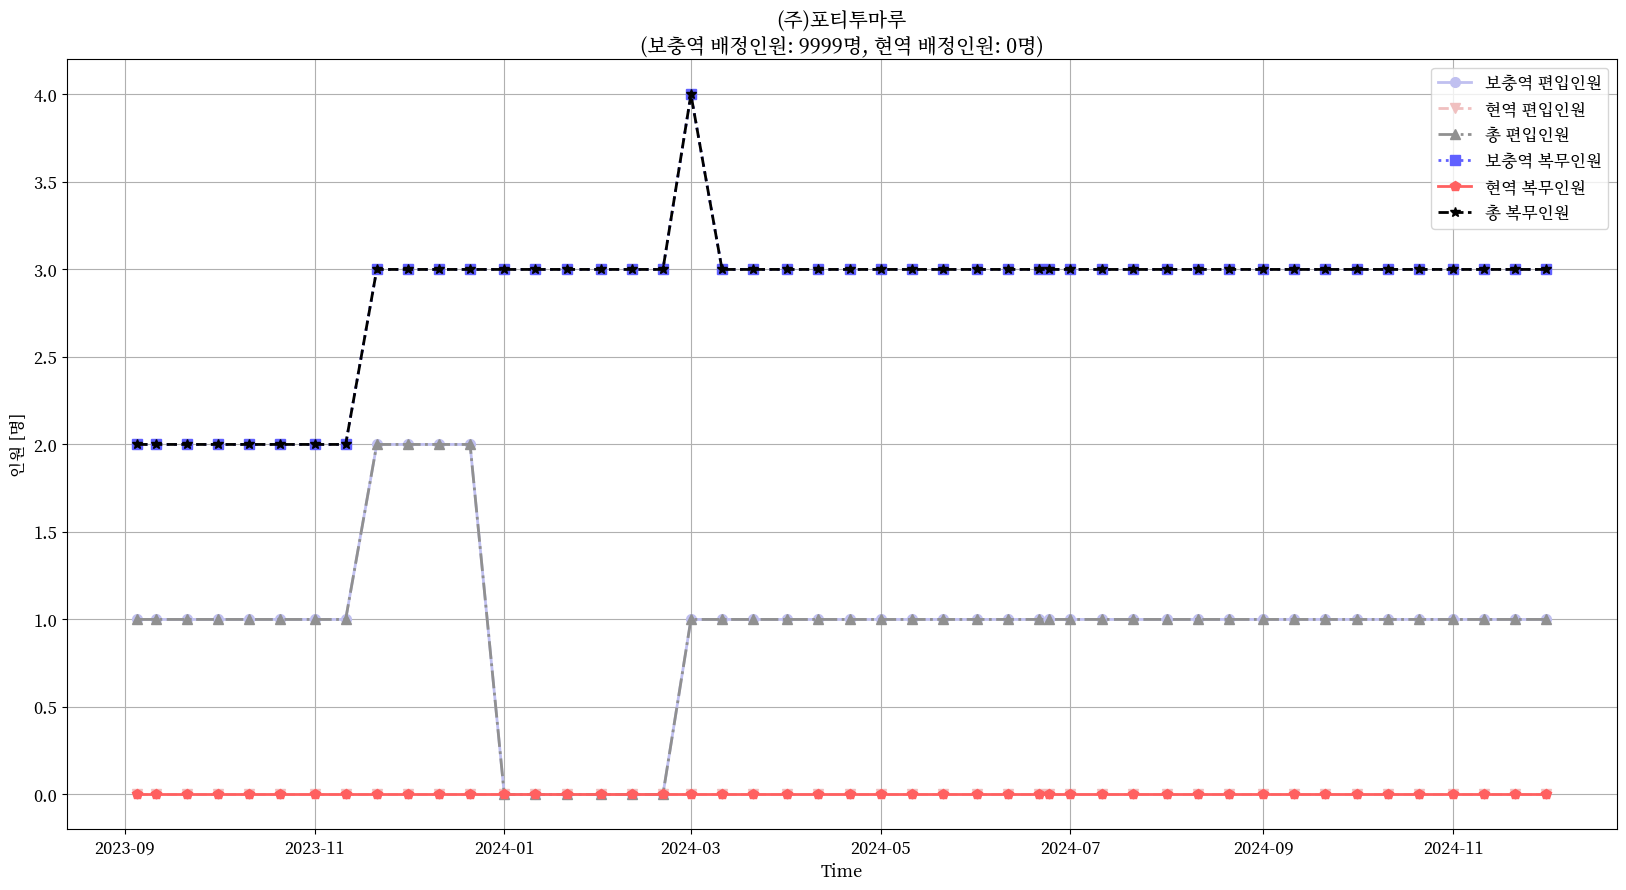 (주)포티투마루
(보충역 배정인원: 9999명, 현역 배정인원: 0명)
보충역 편입인원
현역 편입인원
총 편입인원
보충역 복무인원
현역 복무인원
총 복무인원
인원 [명]
4.0
3.5
3.0
2.5
2.0
1.5
1.0
0.5
0.0
2023-09
2023-11
2024-01
2024-03
2024-05
2024-07
2024-09
2024-11
Time